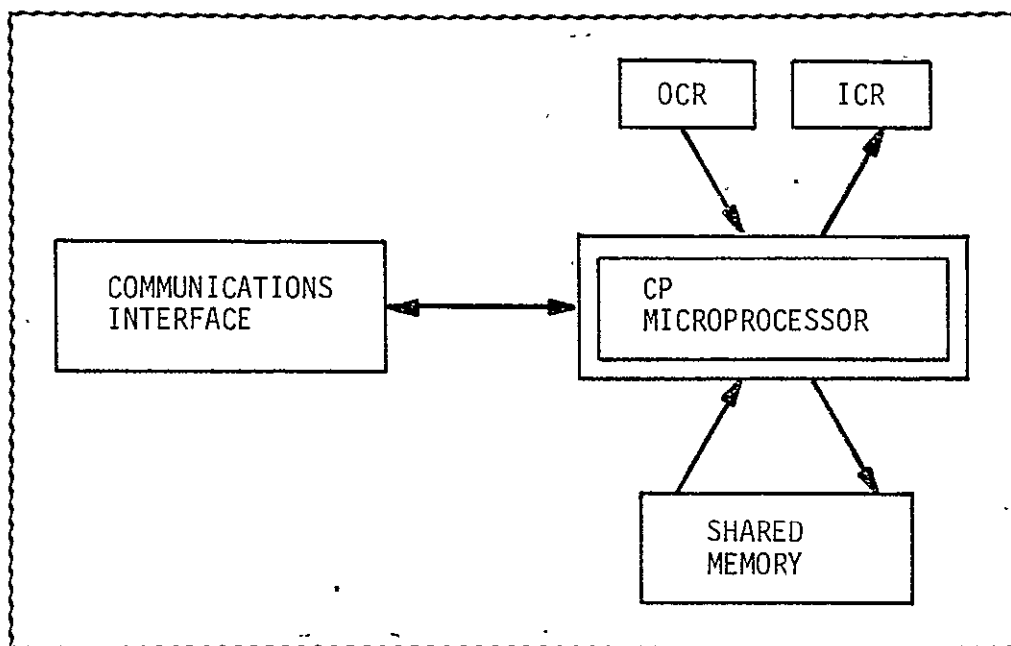 OCR
ICR
COMMUNICATIONS
INTERFACE
CP
MICROPROCESSOR
SHARED
MEMORY